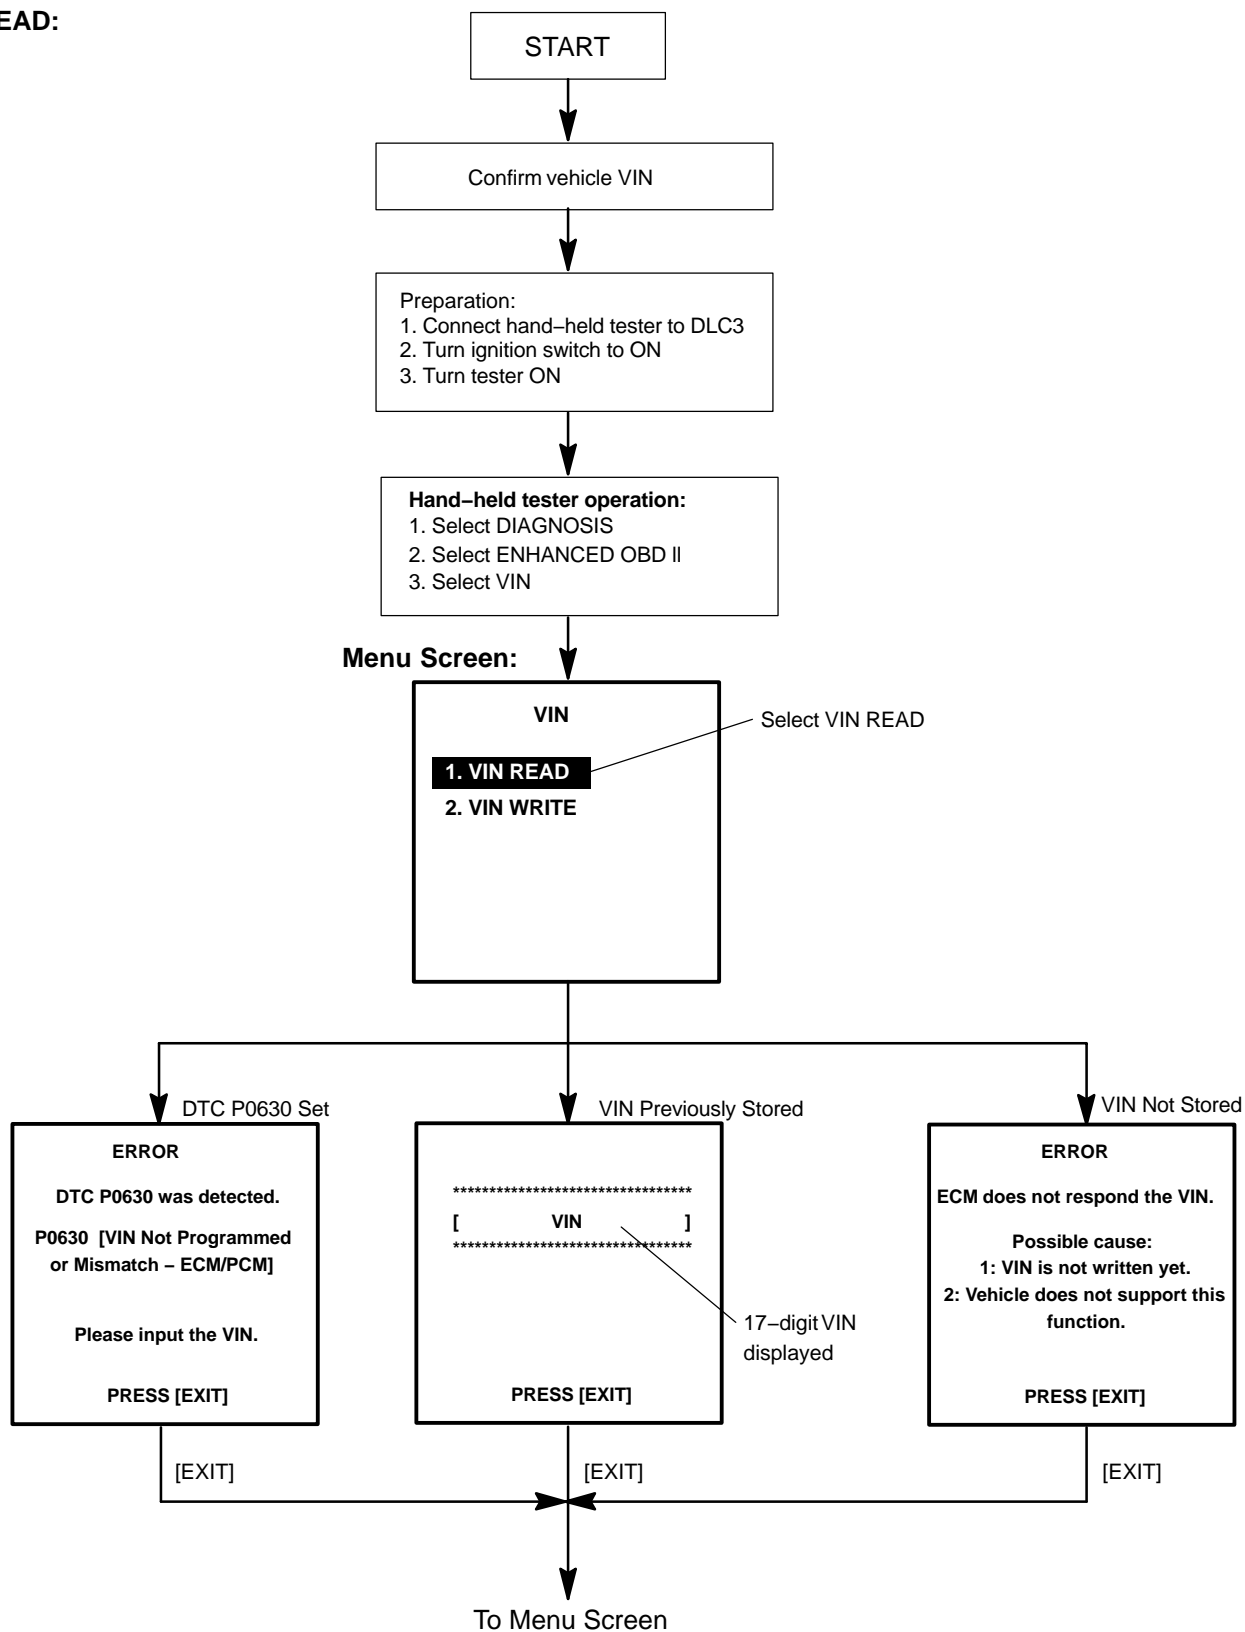 EAD:
START
Confirm vehicle VIN
Preparation:
1. Connect hand−held tester to DLC3
2. Turn ignition switch to ON
3. Turn tester ON
Hand−held tester operation:
1. Select DIAGNOSIS
2. Select ENHANCED OBD II
3. Select VIN
Menu Screen:
VIN
Select VIN READ
1. VIN READ
2. VIN WRITE
DTC P0630 Set
ERROR
DTC P0630 was detected.
P0630 [VIN Not Programmed
or Mismatch − ECM/PCM]
Please input the VIN.
PRESS [EXIT]
[EXIT]
VIN Previously Stored
*********************************
[ VIN ]
*********************************
17−digit VIN
displayed
PRESS [EXIT]
[EXIT]
VIN Not Stored
ERROR
ECM does not respond the VIN.
Possible cause:
1: VIN is not written yet.
2: Vehicle does not support this
function.
PRESS [EXIT]
[EXIT]
To Menu Screen